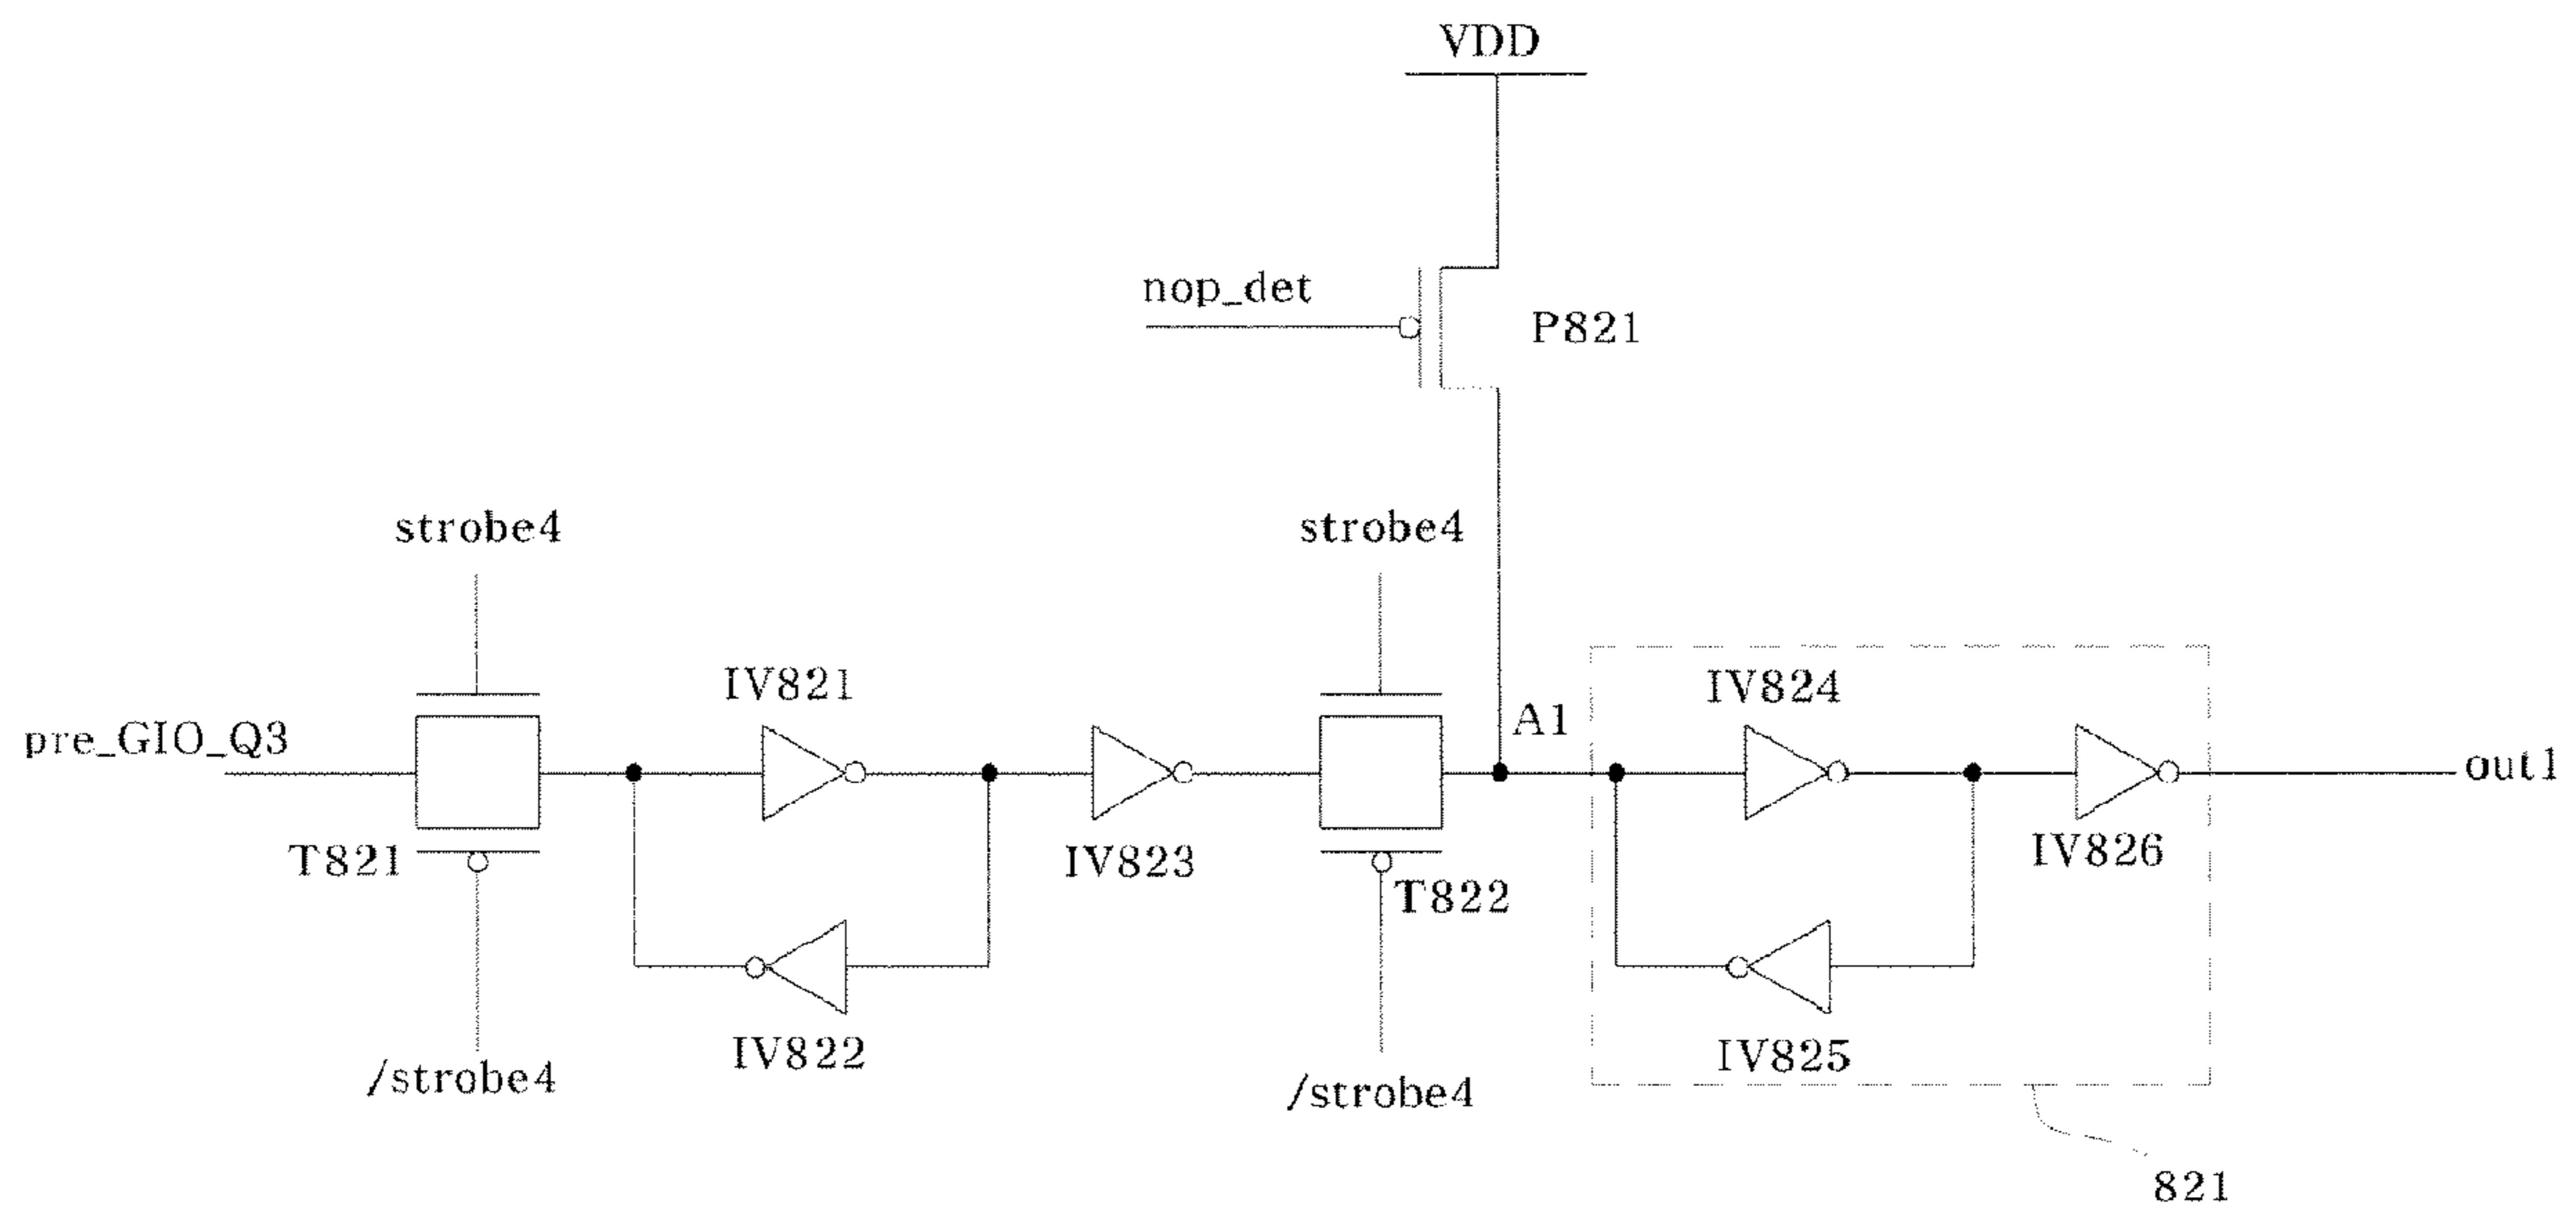 VDD
nop_det
P821
strobe4
strobe4
IV821
IV824
A1
pre_GIO_Q3
out1
T821
IV823
IV826
T822
IV822
IV825
/strobe4
/strobe4
821